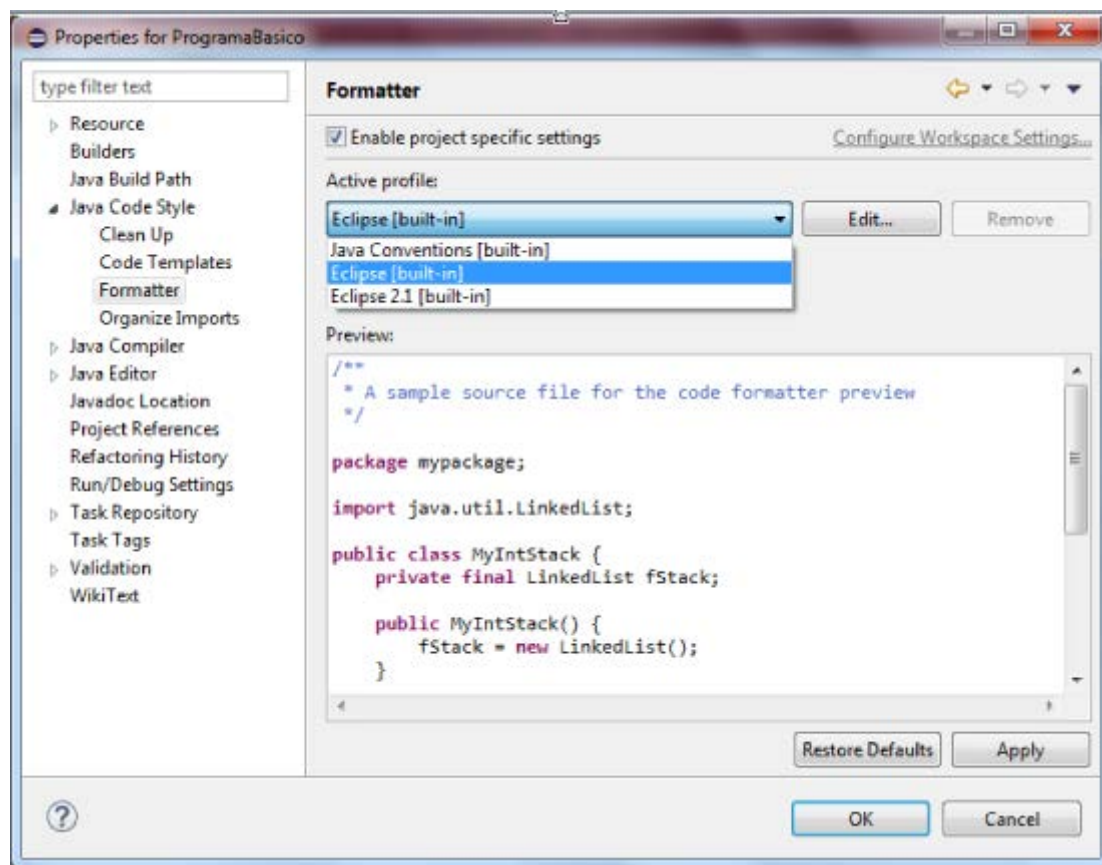 Properties for ProgramaBasico
type filter text
Resource
Builders
Java Build Path
Java Code Style
Clean Up
Code Templates
Formatter
Organize Imports
Java Compiler
Java Editor
Javadoc Location
Project References
Refactoring History
Run/Debug Settings
Task Repository
Task Tags
Validation
WikiText
Formatter
Enable project specific settings
Configure Workspace Settings...
Active profile:
Eclipse [built-in]
Edit...
Remove
Java Conventions [built-in]
Eclipse [built-in]
Eclipse 2.1 [built-in]
Preview:
/**
 * A sample source file for the code formatter preview
 */
package mypackage;
import java.util.LinkedList;
public class MyIntStack {
    private final LinkedList fStack;
    public MyIntStack() {
        fStack = new LinkedList();
    }
Restore Defaults
Apply
OK
Cancel